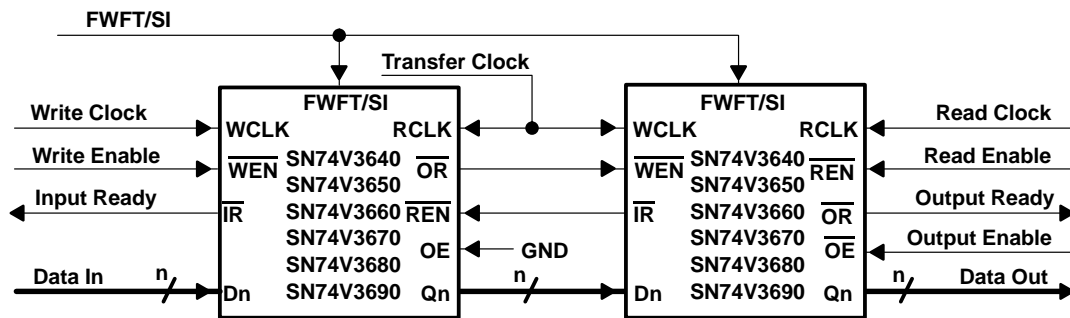 FWFT/SI
Transfer Clock
FWFT/SI
FWFT/SI
Write Clock
WCLK
RCLK
WCLK
RCLK
Read Clock
Write Enable
WEN
SN74V3640
OR
WEN
SN74V3640
REN
Read Enable
SN74V3650
SN74V3650
Input Ready
IR
SN74V3660
REN
IR
SN74V3660
OR
Output Ready
SN74V3670
OE
GND
SN74V3670
OE
Output Enable
SN74V3680
SN74V3680
Data In
n
Dn
SN74V3690
Qn
n
Dn
SN74V3690
Qn
n
Data Out